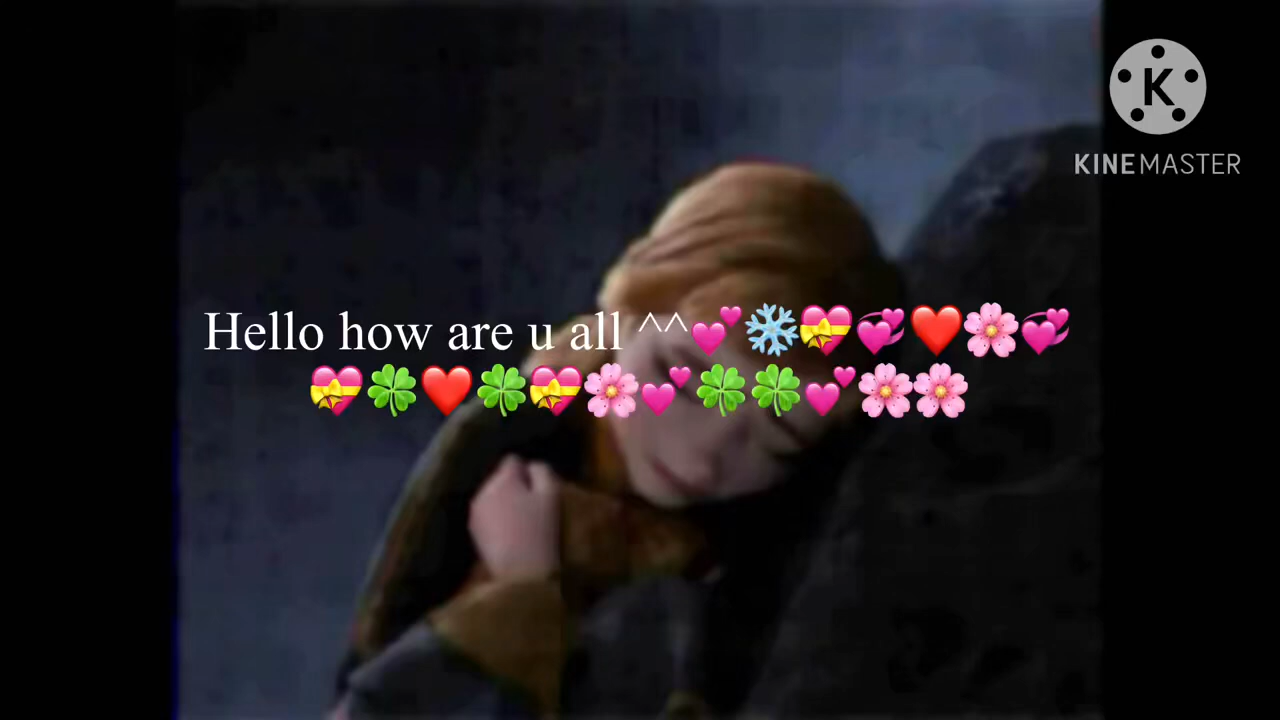 Hello how are u all ^^💕❄️💝💞❤️🌸💞
💝🍀❤️🍀💝🌸💕🍀🍀💕🌸🌸
K
KINEMASTER